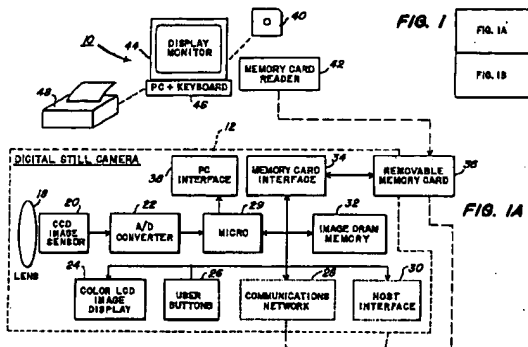 FIG. 1
FIG. 1A
FIG. 1B
10
44
DISPLAY
MONITOR
40
MEMORY CARD
READER
42
48
PC + KEYBOARD
46
12
DIGITAL STILL CAMERA
38
PC
INTERFACE
MEMORY CARD
INTERFACE
34
REMOVABLE
MEMORY CARD
36
FIG. 1A
18
LENS
20
CCD
IMAGE
SENSOR
22
A/D
CONVERTER
29
MICRO
32
IMAGE DRAM
MEMORY
24
COLOR LCD
IMAGE
DISPLAY
26
USER
BUTTONS
28
COMMUNICATIONS
NETWORK
30
HOST
INTERFACE